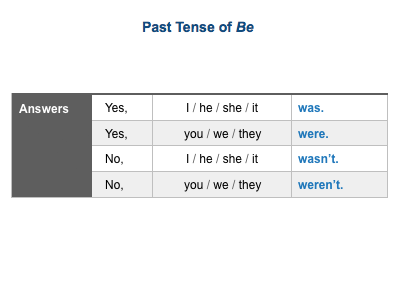 Past Tense of Be
Answers Yes, I / he / she / it was.
Yes, you / we / they were.
No, I / he / she / it wasn’t.
No, you / we / they weren’t.